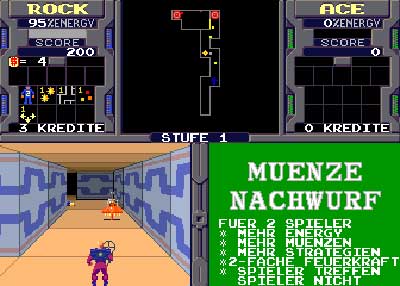 ROCK
95%ENERGY
SCORE
200
= 4
3 KREDITE
ACE
0%ENERGY
SCORE
0
0 KREDITE
STUFE 1
MUENZE
NACHWURF
FUER 2 SPIELER
* MEHR ENERGY
* MEHR MUENZEN
* MEHR STRATEGIEN
*2-FACHE FEUERKRAFT
* SPIELER TREFFEN
SPIELER NICHT